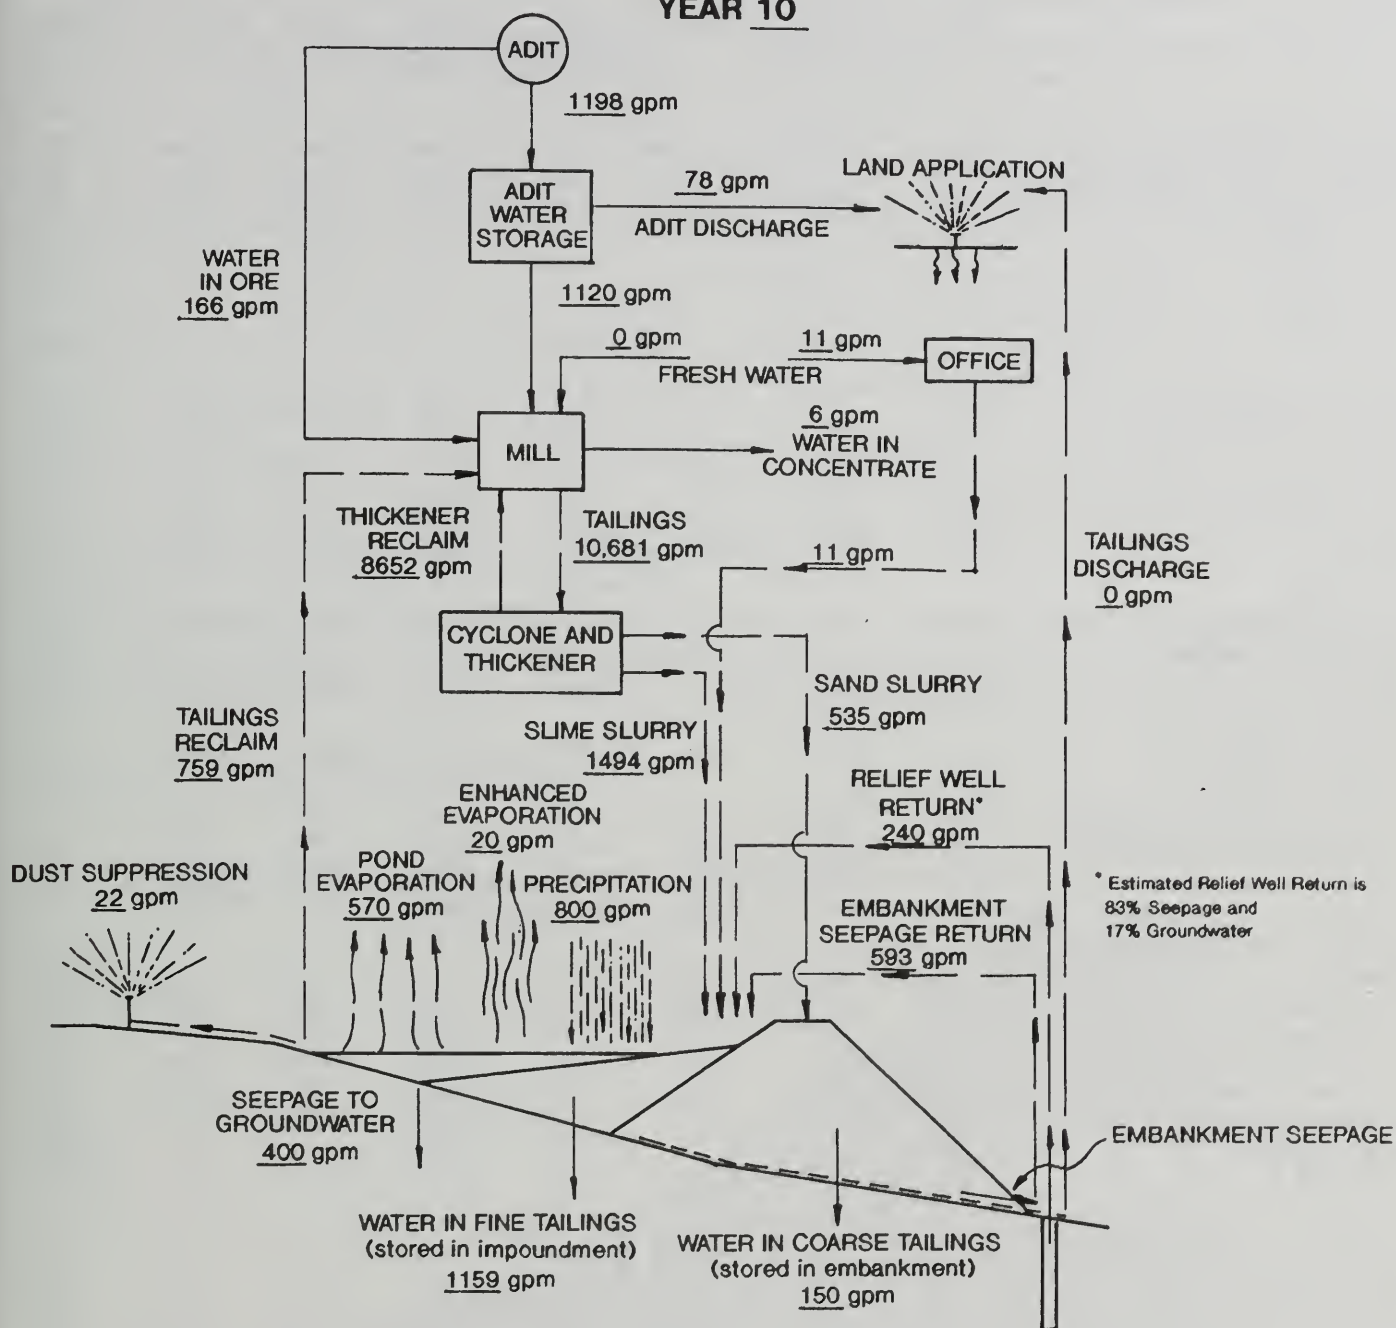 YEAR 10
ADIT
1198 gpm
ADIT
WATER
STORAGE
78 gpm
ADIT DISCHARGE
LAND APPLICATION
WATER
IN ORE
166 gpm
1120 gpm
0 gpm
11 gpm
FRESH WATER
OFFICE
MILL
6 gpm
WATER IN
CONCENTRATE
THICKENER
RECLAIM
8652 gpm
TAILINGS
10,681 gpm
11 gpm
TAILINGS
DISCHARGE
0 gpm
CYCLONE AND
THICKENER
SAND SLURRY
535 gpm
TAILINGS
RECLAIM
759 gpm
SLIME SLURRY
1494 gpm
RELIEF WELL
RETURN*
240 gpm
ENHANCED
EVAPORATION
20 gpm
DUST SUPPRESSION
22 gpm
POND
EVAPORATION
570 gpm
PRECIPITATION
800 gpm
* Estimated Relief Well Return is
83% Seepage and
17% Groundwater
EMBANKMENT
SEEPAGE RETURN
593 gpm
SEEPAGE TO
GROUNDWATER
400 gpm
EMBANKMENT SEEPAGE
WATER IN FINE TAILINGS
(stored in impoundment)
1159 gpm
WATER IN COARSE TAILINGS
(stored in embankment)
150 gpm